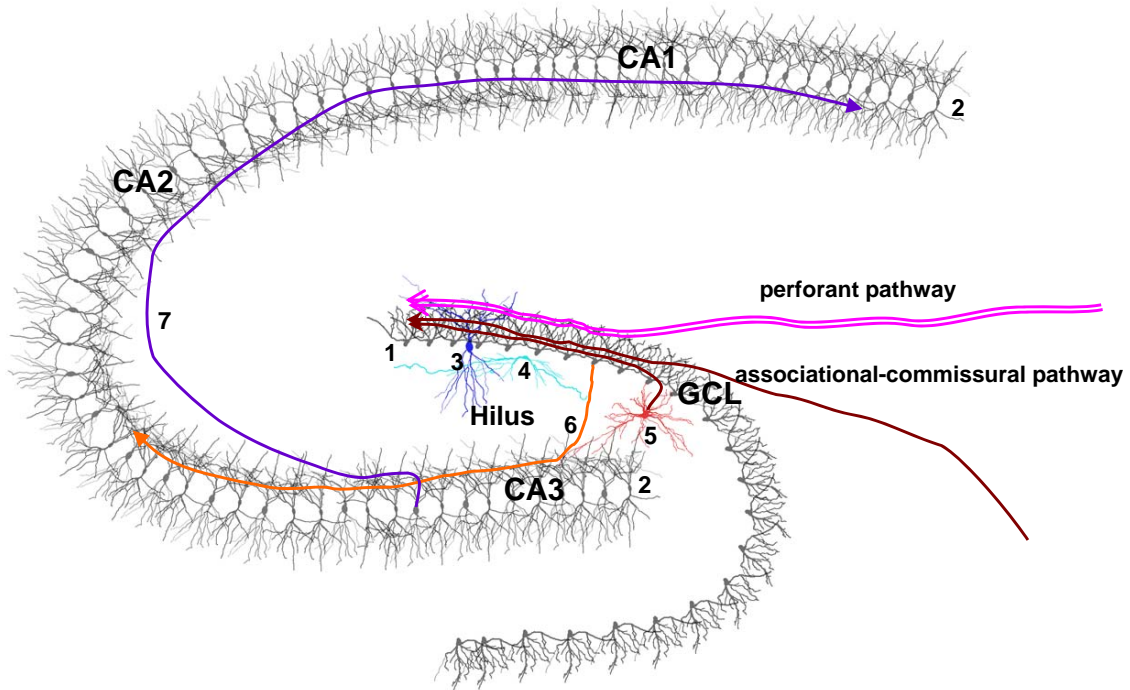 CA1
2
CA2
perforant pathway
7
1
3
4
associational-commissural pathway
GCL
Hilus
6
5
CA3
2